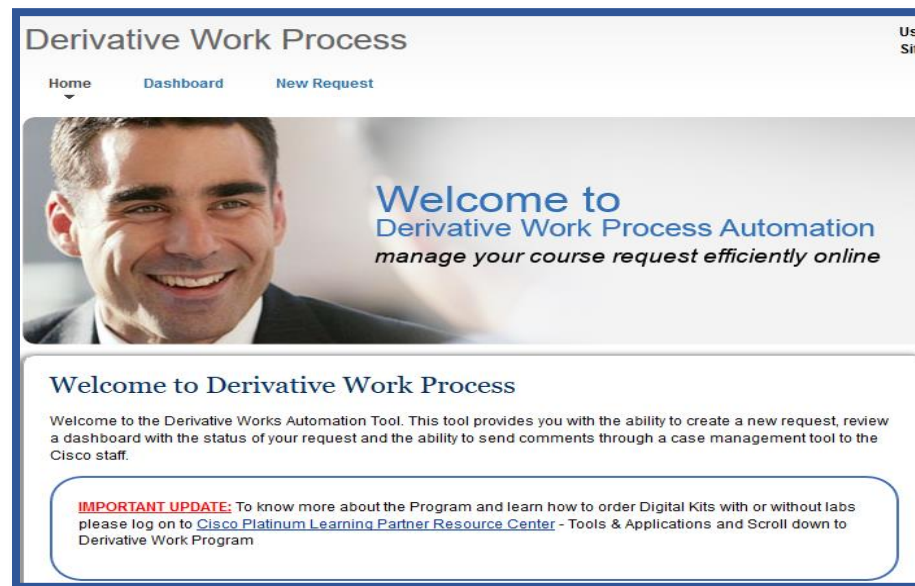 Derivative Work Process
Us
Si
Home Dashboard New Request
Welcome to
Derivative Work Process Automation
manage your course request efficiently online
Welcome to Derivative Work Process
Welcome to the Derivative Works Automation Tool. This tool provides you with the ability to create a new request, review
a dashboard with the status of your request and the ability to send comments through a case management tool to the
Cisco staff.
IMPORTANT UPDATE: To know more about the Program and learn how to order Digital Kits with or without labs
please log on to Cisco Platinum Learning Partner Resource Center - Tools & Applications and Scroll down to
Derivative Work Program